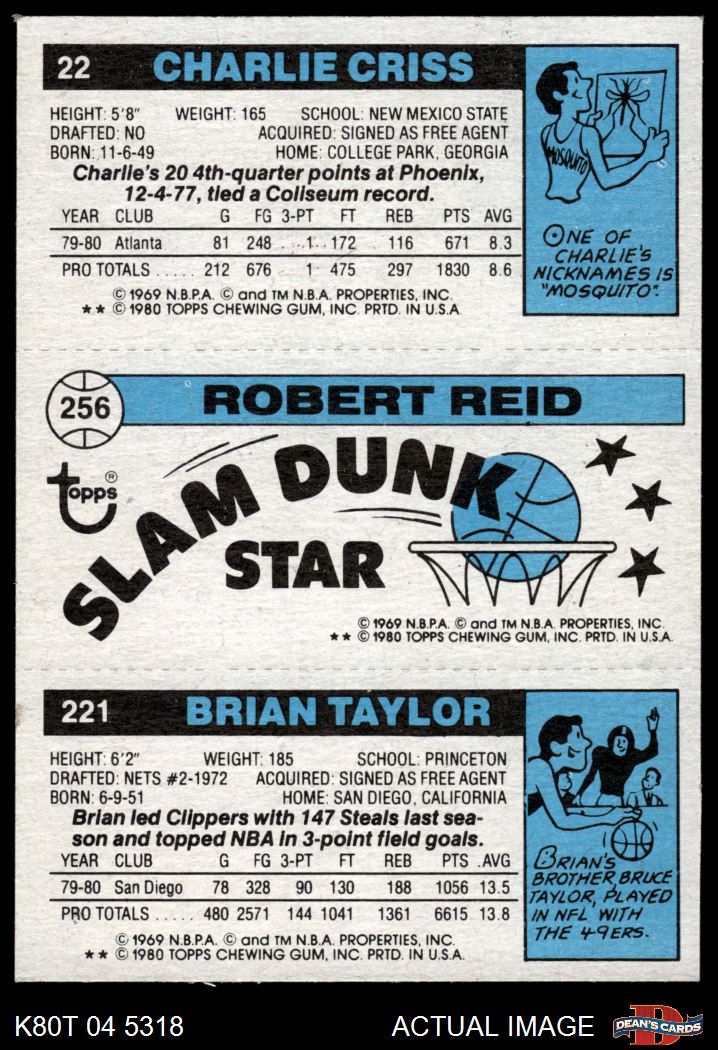 22 CHARLIE CRISS
HEIGHT: 5'8" WEIGHT: 165 SCHOOL: NEW MEXICO STATE
DRAFTED: NO ACQUIRED: SIGNED AS FREE AGENT
BORN: 11-6-49 HOME: COLLEGE PARK, GEORGIA
Charlie's 20 4th-quarter points at Phoenix,
12-4-77, tied a Coliseum record.
YEAR CLUB G FG 3-PT FT REB PTS AVG
79-80 Atlanta 81 248 1 172 116 671 8.3
PRO TOTALS ..... 212 676 1 475 297 1830 8.6
© 1969 N.B.P.A. © and TM N.B.A. PROPERTIES, INC.
** © 1980 TOPPS CHEWING GUM, INC. PRTD. IN U.S.A.
MOSQUITO
ONE OF
CHARLIE'S
NICKNAMES IS
"MOSQUITO".
256 ROBERT REID
Topps®
SLAM DUNK
STAR
© 1969 N.B.P.A. © and TM N.B.A. PROPERTIES, INC.
** © 1980 TOPPS CHEWING GUM, INC. PRTD. IN U.S.A.
221 BRIAN TAYLOR
HEIGHT: 6'2" WEIGHT: 185 SCHOOL: PRINCETON
DRAFTED: NETS #2-1972 ACQUIRED: SIGNED AS FREE AGENT
BORN: 6-9-51 HOME: SAN DIEGO, CALIFORNIA
Brian led Clippers with 147 Steals last sea-
son and topped NBA in 3-point field goals.
YEAR CLUB G FG 3-PT FT REB PTS AVG
79-80 San Diego 78 328 90 130 188 1056 13.5
PRO TOTALS ..... 480 2571 144 1041 1361 6615 13.8
© 1969 N.B.P.A. © and TM N.B.A. PROPERTIES, INC.
** © 1980 TOPPS CHEWING GUM, INC. PRTD. IN U.S.A.
BRIAN'S
BROTHER, BRUCE
TAYLOR, PLAYED
IN NFL WITH
THE 49ERS.
K80T 04 5318 ACTUAL IMAGE DEAN'S CARDS